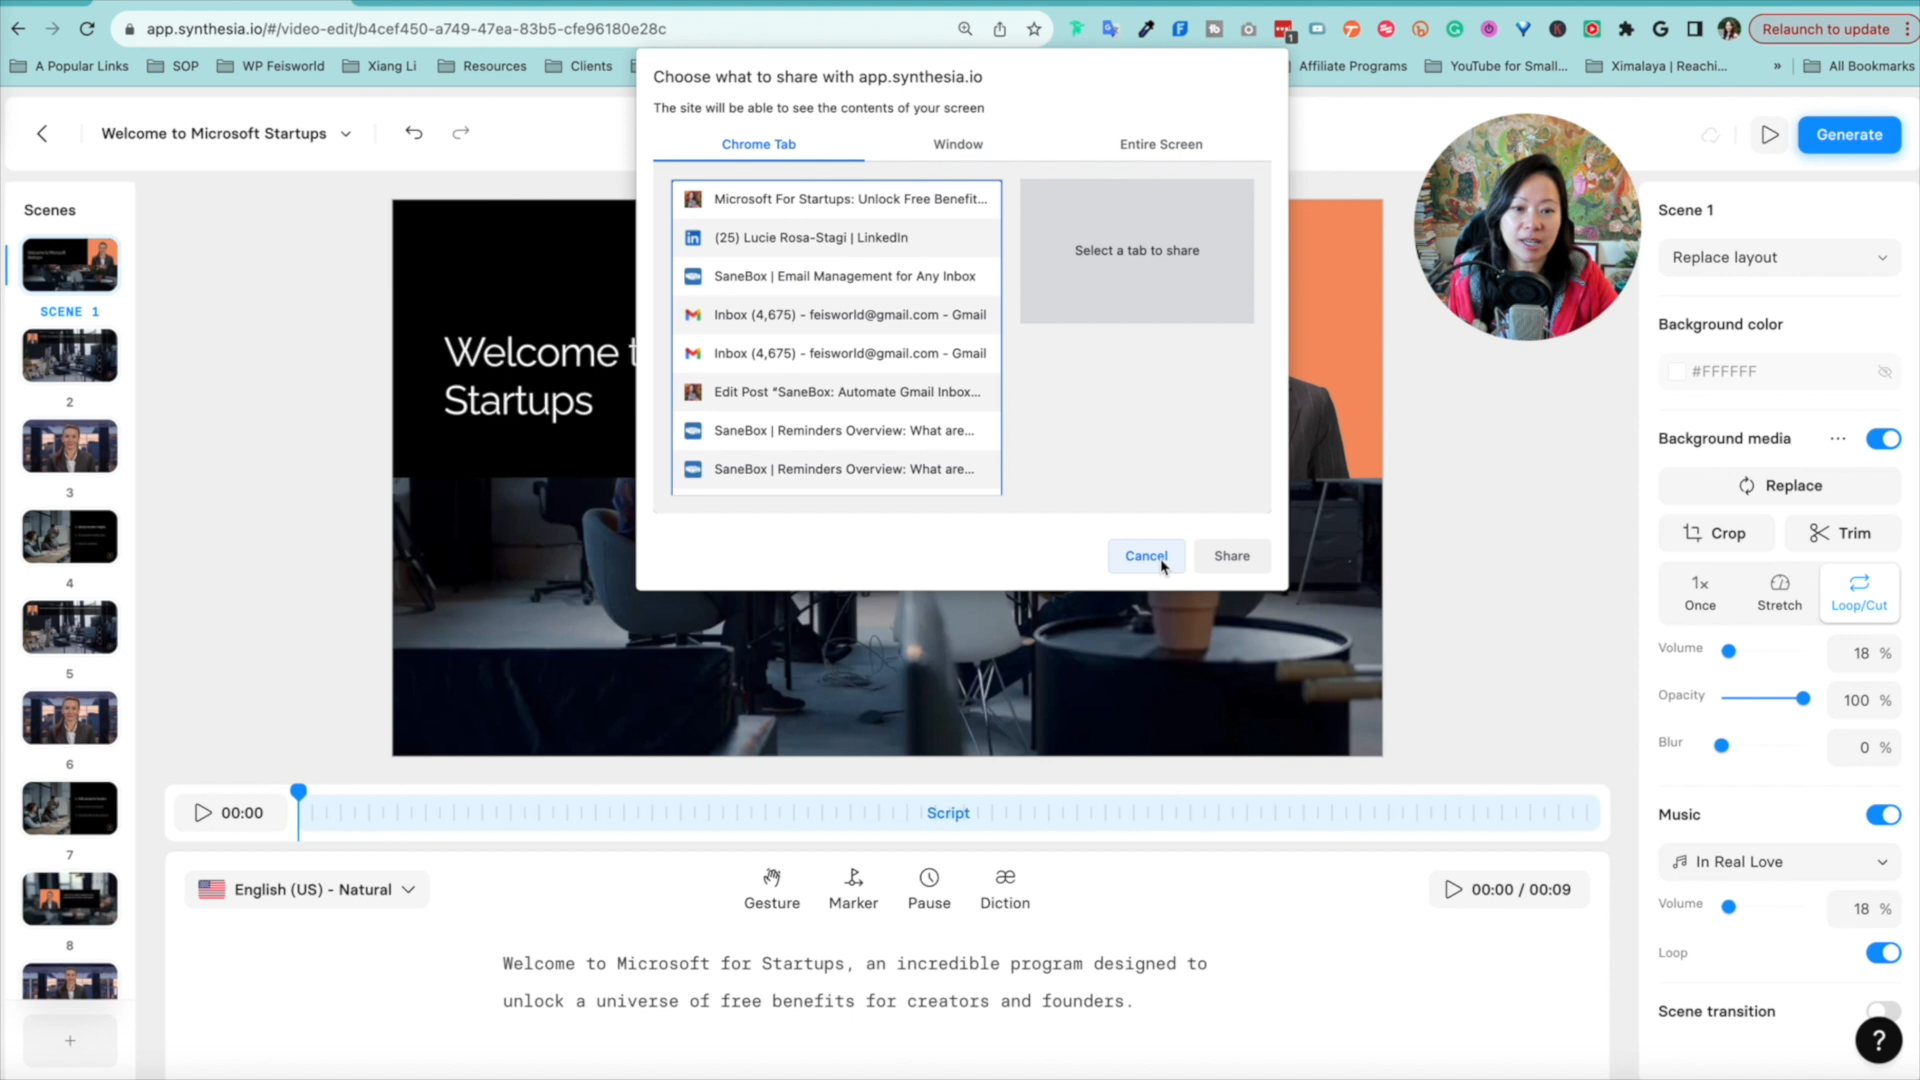 app.synthesia.io/#/video-edit/b4cef450-a749-47ea-83b5-cfe96180e28c
Relaunch to update
A Popular Links
SOP
WP Feisworld
Xiang Li
Resources
Clients
Affiliate Programs
YouTube for Small...
Ximalaya | Reachi...
»
All Bookmarks
Choose what to share with app.synthesia.io
The site will be able to see the contents of your screen
Chrome Tab
Window
Entire Screen
Microsoft For Startups: Unlock Free Benefit...
(25) Lucie Rosa-Stagi | LinkedIn
SaneBox | Email Management for Any Inbox
Inbox (4,675) - feisworld@gmail.com - Gmail
Inbox (4,675) - feisworld@gmail.com - Gmail
Edit Post “SaneBox: Automate Gmail Inbox...
SaneBox | Reminders Overview: What are...
SaneBox | Reminders Overview: What are...
Select a tab to share
Cancel
Share
Welcome to Microsoft Startups
Generate
Scenes
SCENE 1
2
3
4
5
6
7
8
+
Welcome t
Startups
00:00
Script
English (US) - Natural
Gesture
Marker
Pause
æ
Diction
00:00 / 00:09
Welcome to Microsoft for Startups, an incredible program designed to
unlock a universe of free benefits for creators and founders.
Scene 1
Replace layout
Background color
#FFFFFF
Background media
Replace
Crop
Trim
1x
Once
Stretch
Loop/Cut
Volume
18 %
Opacity
100 %
Blur
0 %
Music
In Real Love
Volume
18 %
Loop
Scene transition
?